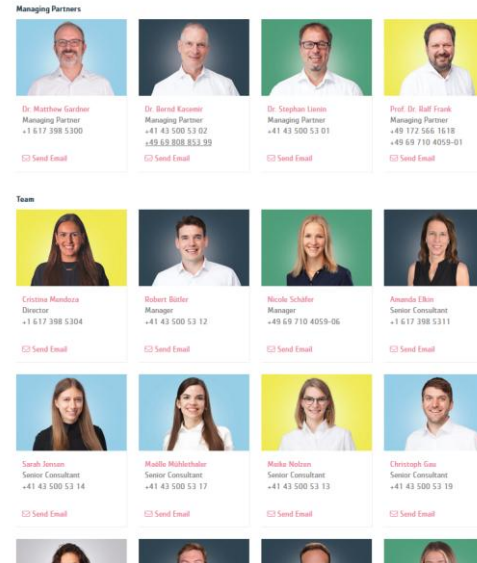 Managing Partners
Dr. Matthew Gardner
Managing Partner
+1 617 398 5300
Send Email
Dr. Bernd Kasemir
Managing Partner
+41 43 500 53 02
+49 69 808 853 99
Send Email
Dr. Stephan Lienin
Managing Partner
+41 43 500 53 01
Send Email
Prof. Dr. Ralf Frank
Managing Partner
+49 172 566 1618
+49 69 710 4059-01
Send Email
Team
Cristina Mendoza
Director
+1 617 398 5304
Send Email
Robert Bütler
Manager
+41 43 500 53 12
Send Email
Nicole Schäfer
Manager
+49 69 710 4059-06
Send Email
Amanda Elkin
Senior Consultant
+1 617 398 5311
Send Email
Sarah Jensen
Senior Consultant
+41 43 500 53 14
Send Email
Maëlle Mühlethaler
Senior Consultant
+41 43 500 53 17
Send Email
Meike Nolzen
Senior Consultant
+41 43 500 53 13
Send Email
Christoph
Senior Consultant
+41 43 500 53 19
Send Email